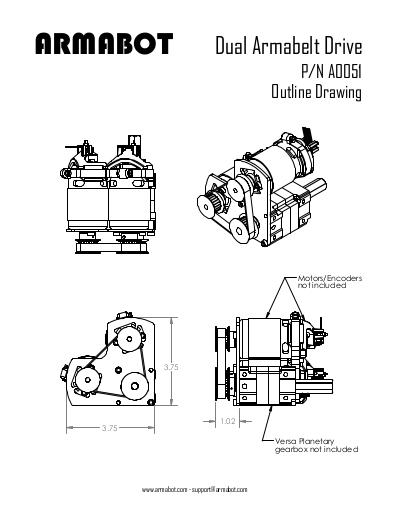 ARMABOT
Dual Armabelt Drive
P/N A0051
Outline Drawing
Motors/Encoders
not included
3.75
3.75
1.02
Versa Planetary
gearbox not included
www.armabot.com - support@armabot.com